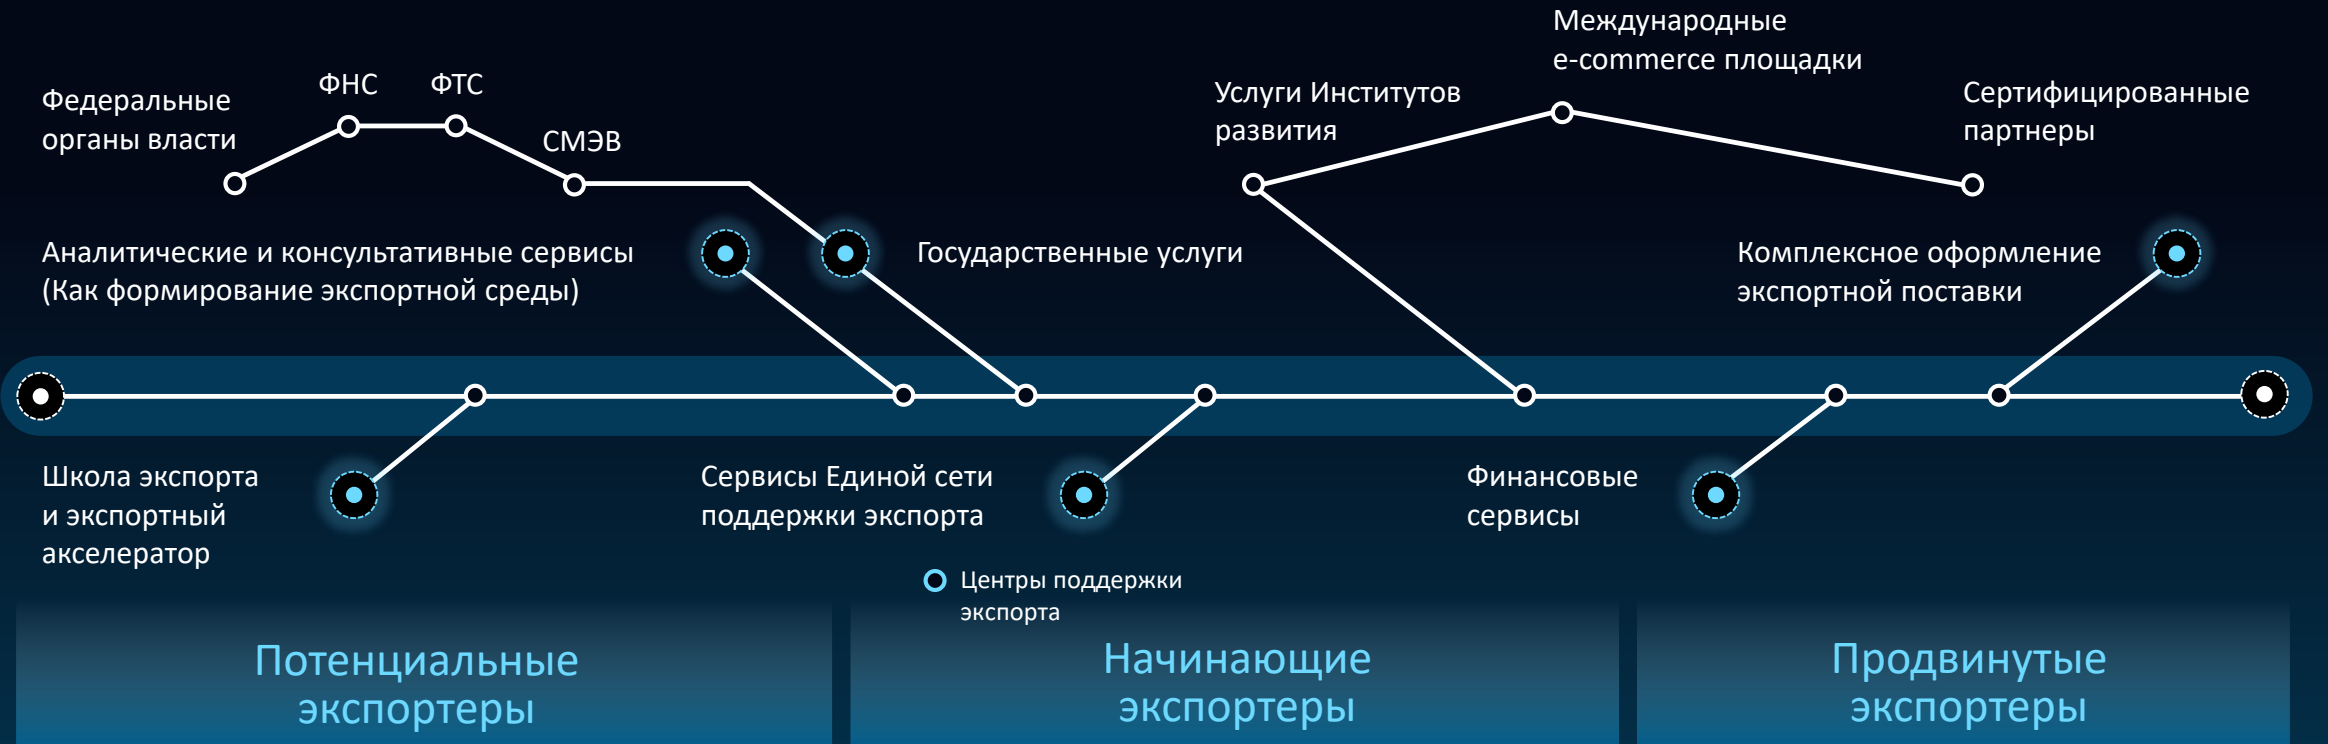 Федеральные
органы власти
ФНС
ФТС
СМЭВ
Услуги Институтов
развития
Международные
e-commerce площадки
Сертифицированные
партнеры
Аналитические и консультативные сервисы
(Как формирование экспортной среды)
Государственные услуги
Комплексное оформление
экспортной поставки
Школа экспорта
и экспортный
акселератор
Сервисы Единой сети
поддержки экспорта
Центры поддержки
экспорта
Финансовые
сервисы
Потенциальные
экспортеры
Начинающие
экспортеры
Продвинутые
экспортеры